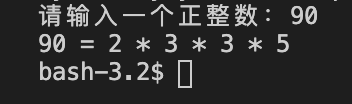 请输入一个正整数: 90
90 = 2 * 3 * 3 * 5
bash-3.2$